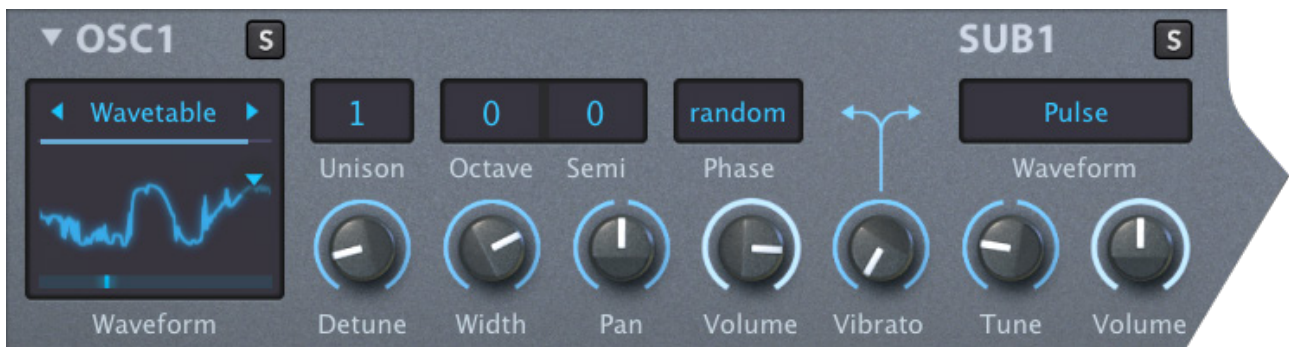 OSC1 S SUB1 S
Wavetable 1 0 0 random Pulse
Unison Octave Semi Phase Waveform
Waveform Detune Width Pan Volume Vibrato Tune Volume